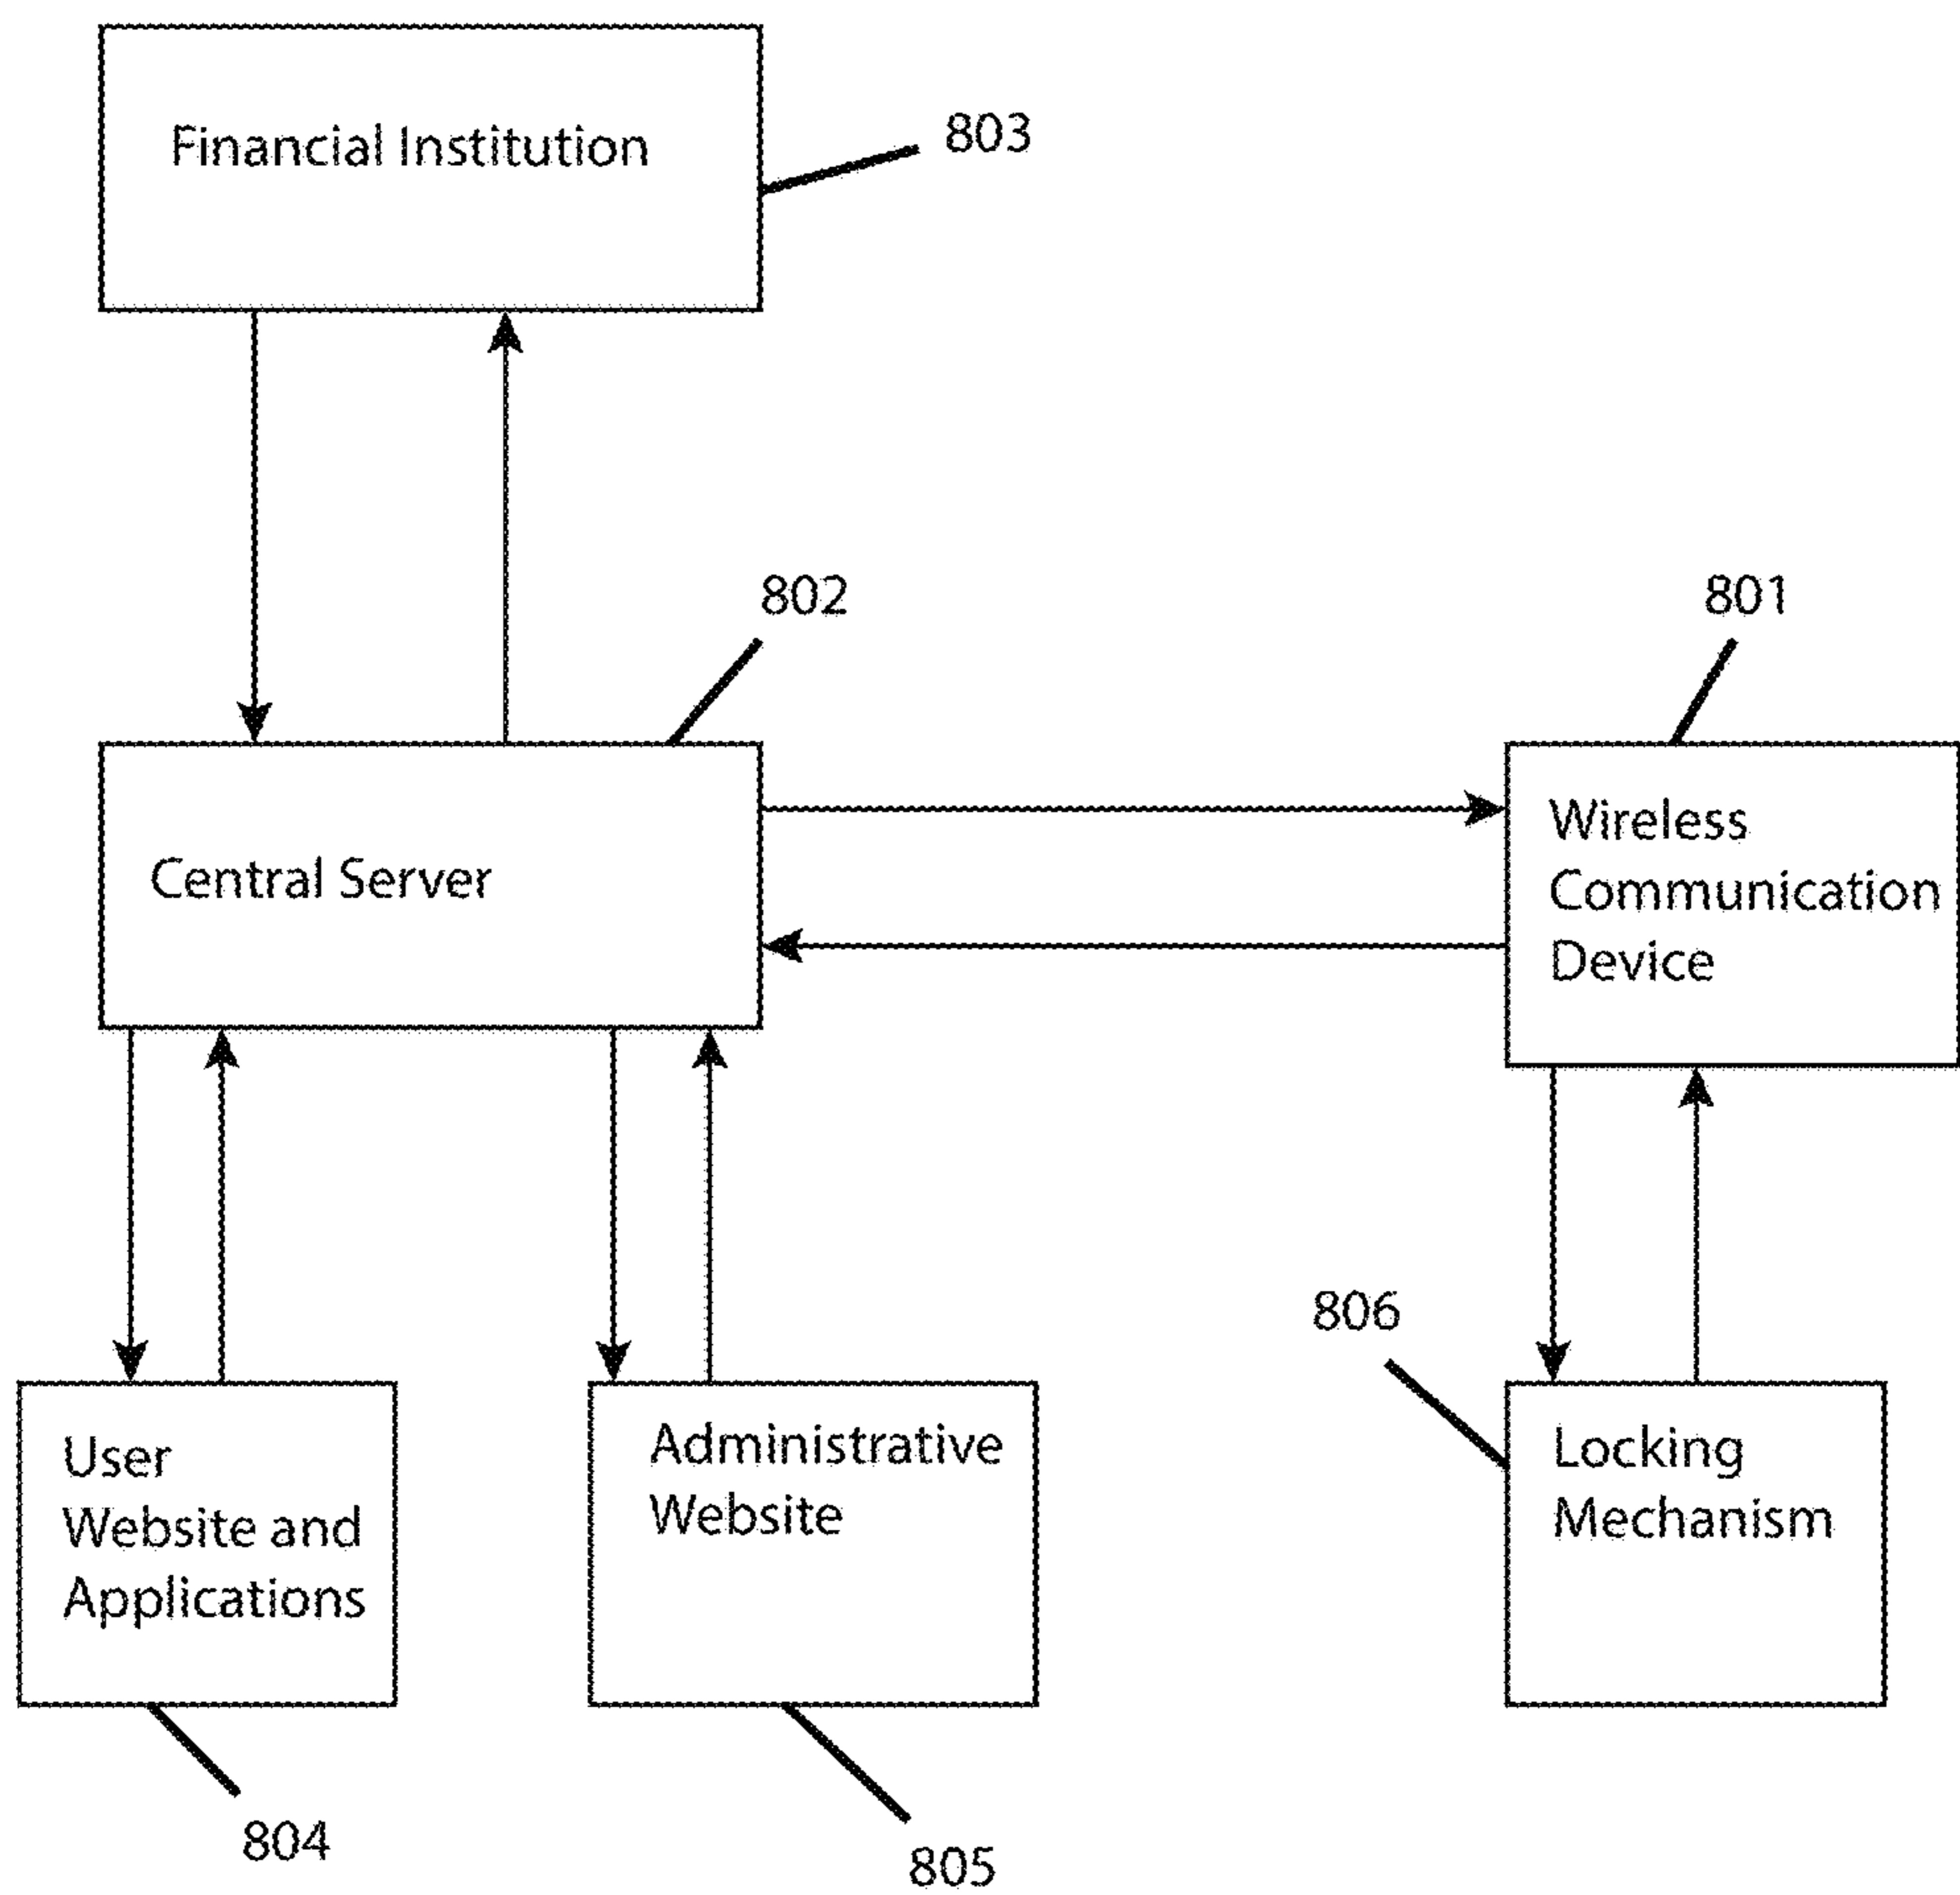 Financial Institution
803
802
801
Central Server
Wireless
Communication
Device
806
User
Website and
Applications
Administrative
Website
Locking
Mechanism
804
805